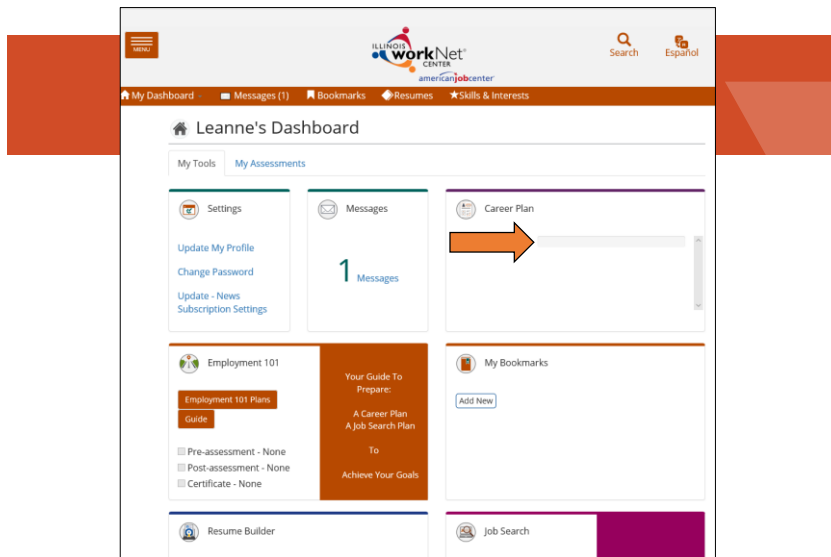 MENU
ILLINOIS
workNet®
CENTER
americanjobcenter
Search
Español
My Dashboard
Messages (1)
Bookmarks
Resumes
Skills & Interests
Leanne's Dashboard
My Tools
My Assessments
Settings
Update My Profile
Change Password
Update - News
Subscription Settings
Messages
1 Messages
Career Plan
Employment 101
Employment 101 Plans
Guide
Pre-assessment - None
Post-assessment - None
Certificate - None
Your Guide To
Prepare:
A Career Plan
A Job Search Plan
To
Achieve Your Goals
My Bookmarks
Add New
Resume Builder
Job Search